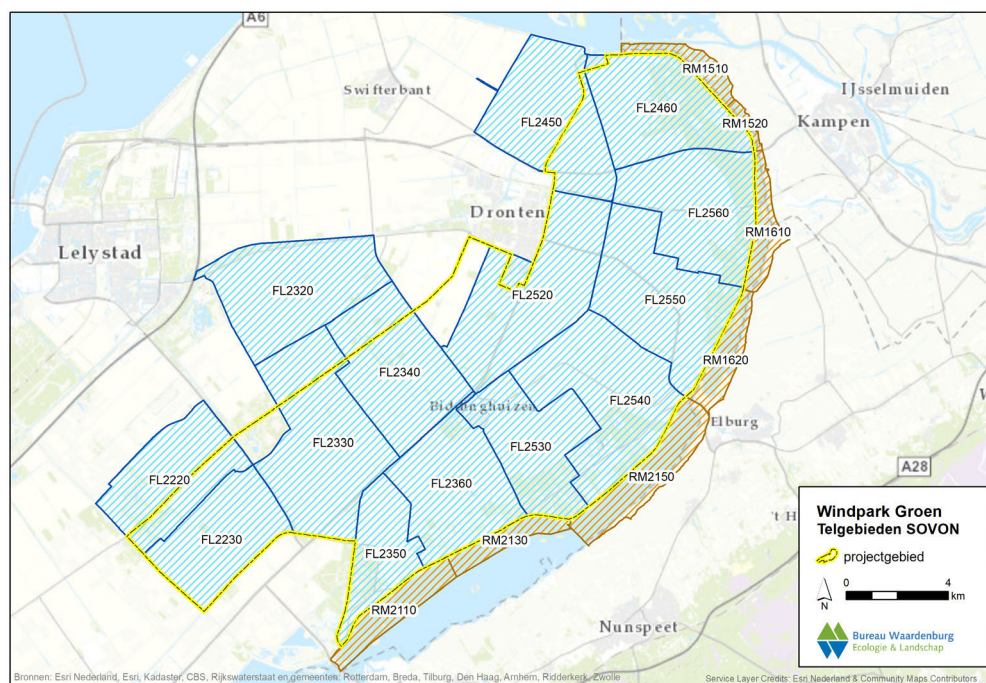 A6
Swifterbant
IJsselmuiden
Kampen
Dronten
Lelystad
Biddinghuizen
Elburg
Nunspeet
't H
W
A28
RM1510
FL2460
FL2450
RM1520
FL2560
RM1610
FL2320
FL2520
FL2550
RM1620
FL2340
FL2540
FL2330
FL2530
FL2220
FL2360
RM2150
FL2230
FL2350
RM2130
RM2110
Windpark Groen
Telgebieden SOVON
projectgebied
0 4
km
N
Bureau Waardenburg
Ecologie & Landschap
Bronnen: Esri Nederland, Esri, Kadaster, CBS, Rijkswaterstaat en gemeenten: Rotterdam, Breda, Tilburg, Den Haag, Arnhem, Ridderkerk, Zwolle
Service Layer Credits: Esri Nederland & Community Maps Contributors